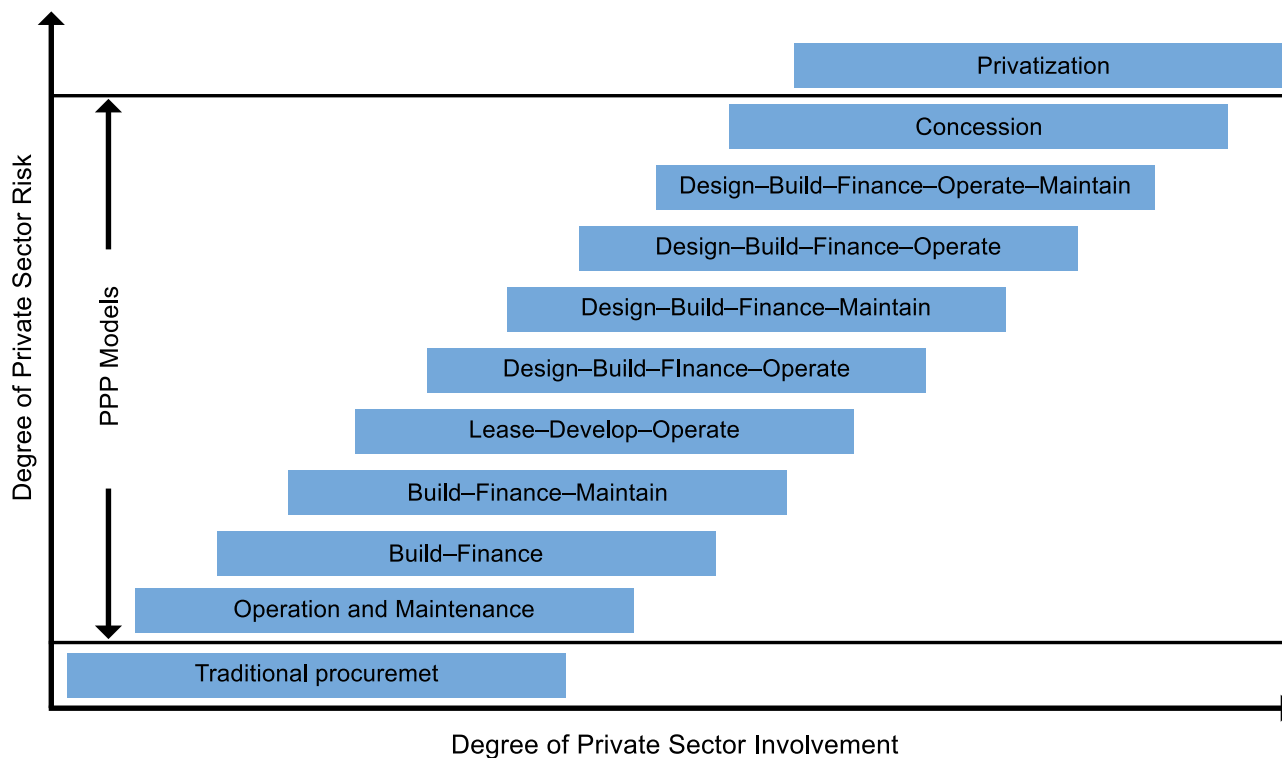 Privatization
Concession
Design–Build–Finance–Operate–Maintain
Design–Build–Finance–Operate
Design–Build–Finance–Maintain
Design–Build–FInance–Operate
Lease–Develop–Operate
Build–Finance–Maintain
Build–Finance
Operation and Maintenance
Traditional procuremet
Degree of Private Sector Risk
PPP Models
Degree of Private Sector Involvement